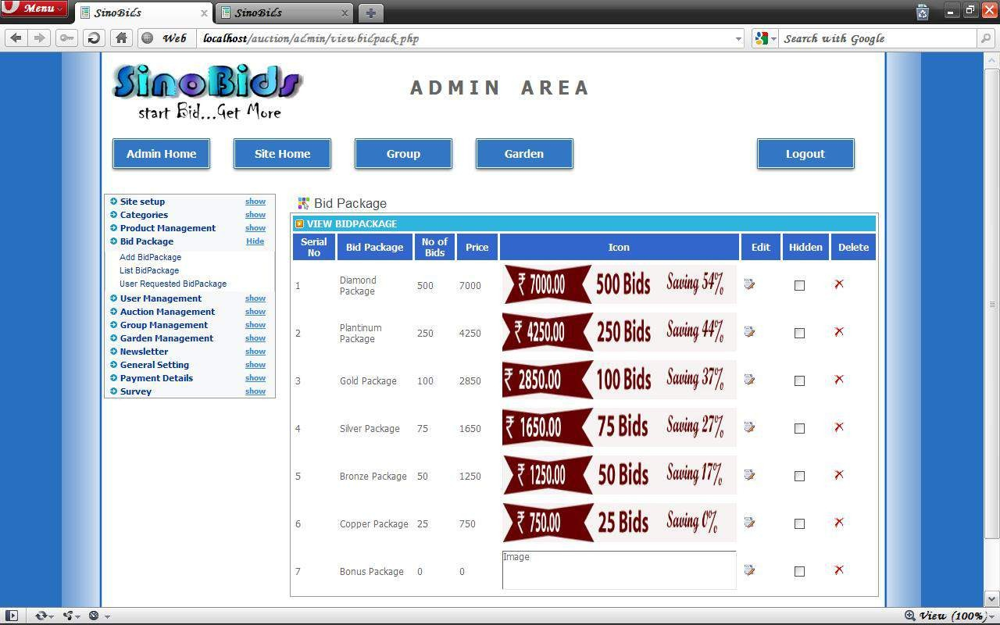 Menu
SinoBids
SinoBids
Web
localhost/auction/admin/viewbidpack.php
Search with Google
SinoBids
start Bid...Get More
ADMIN AREA
Admin Home
Site Home
Group
Garden
Logout
Site setup show
Categories show
Product Management show
Bid Package Hide
Add BidPackage
List BidPackage
User Requested BidPackage
User Management show
Auction Management show
Group Management show
Garden Management show
Newsletter show
General Setting show
Payment Details show
Survey show
Bid Package
VIEW BIDPACKAGE
Serial No Bid Package No of Bids Price Icon Edit Hidden Delete
1 Diamond Package 500 7000 ₹ 7000.00 500 Bids Saving 54%
2 Plantinum Package 250 4250 ₹ 4250.00 250 Bids Saving 44%
3 Gold Package 100 2850 ₹ 2850.00 100 Bids Saving 37%
4 Silver Package 75 1650 ₹ 1650.00 75 Bids Saving 27%
5 Bronze Package 50 1250 ₹ 1250.00 50 Bids Saving 17%
6 Copper Package 25 750 ₹ 750.00 25 Bids Saving 0%
7 Bonus Package 0 0 Image
View (100%)